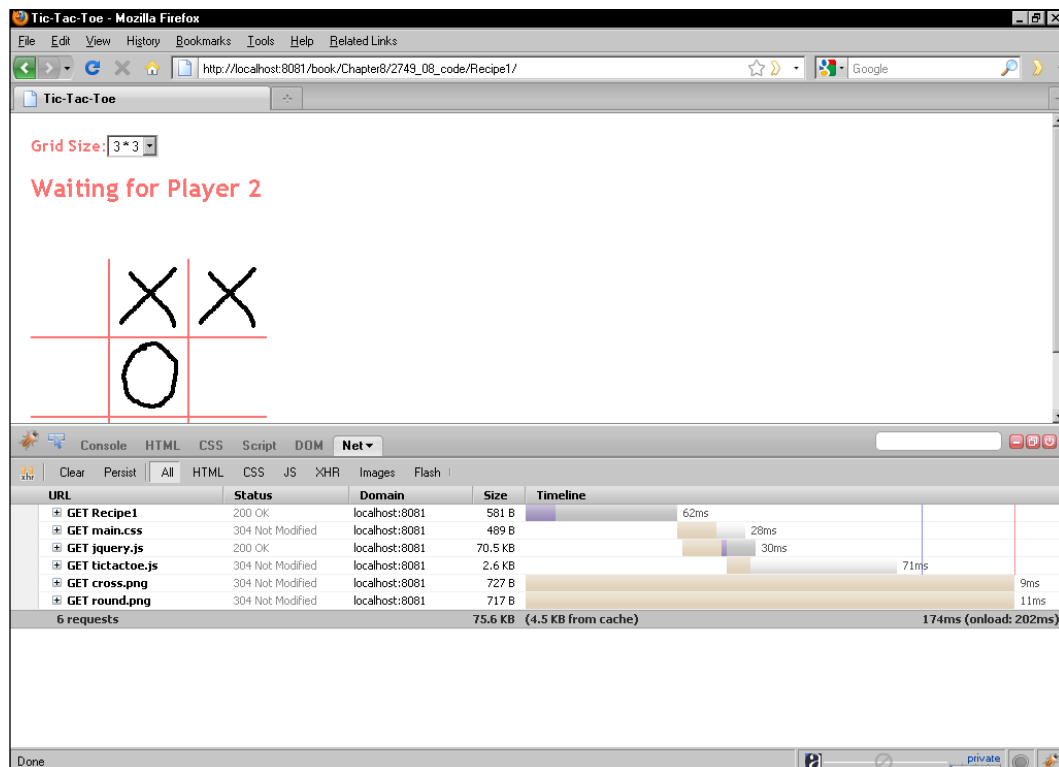 Tic-Tac-Toe - Mozilla Firefox
File Edit View History Bookmarks Tools Help Related Links
http://localhost:8081/book/Chapter8/2749_08_code/Recipe1/ Google
Tic-Tac-Toe
Grid Size: 3*3
Waiting for Player 2
Console HTML CSS Script DOM Net
xhr Clear Persist All HTML CSS JS XHR Images Flash
URL Status Domain Size Timeline
GET Recipe1 200 OK localhost:8081 581 B 62ms
GET main.css 304 Not Modified localhost:8081 489 B 28ms
GET jquery.js 200 OK localhost:8081 70.5 KB 30ms
GET tictactoe.js 304 Not Modified localhost:8081 2.6 KB 71ms
GET cross.png 304 Not Modified localhost:8081 727 B 9ms
GET round.png 304 Not Modified localhost:8081 717 B 11ms
6 requests 75.6 KB (4.5 KB from cache) 174ms (onload: 202ms)
Done private